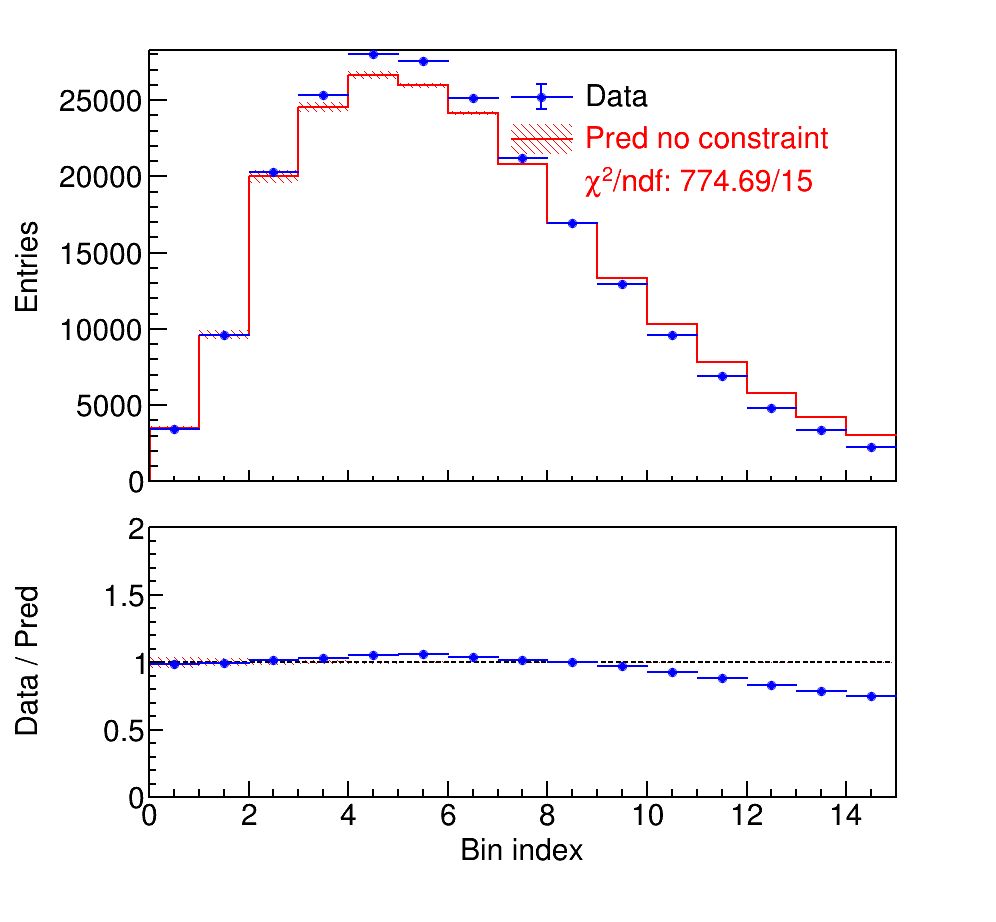 25000
20000
15000
10000
5000
0
Entries
Data
Pred no constraint
χ²/ndf: 774.69/15
2
1.5
1
0.5
0
Data / Pred
0 2 4 6 8 10 12 14
Bin index